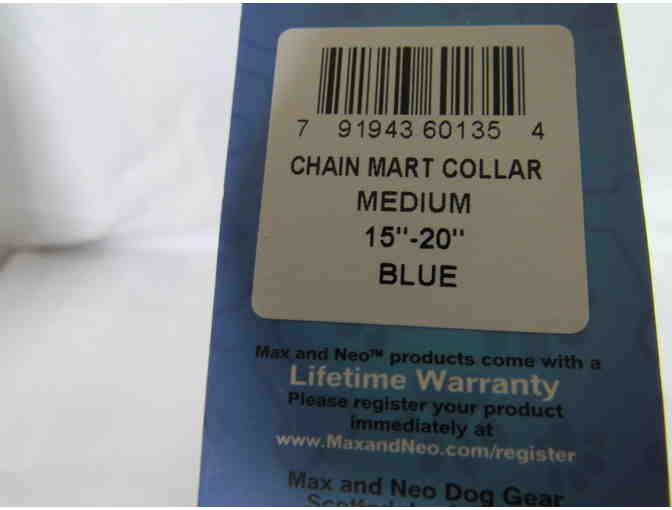 7 91943 60135 4
CHAIN MART COLLAR
MEDIUM
15"-20"
BLUE
Max and Neo™ products come with a
Lifetime Warranty
Please register your product
immediately at
www.MaxandNeo.com/register
Max and Neo Dog Gear